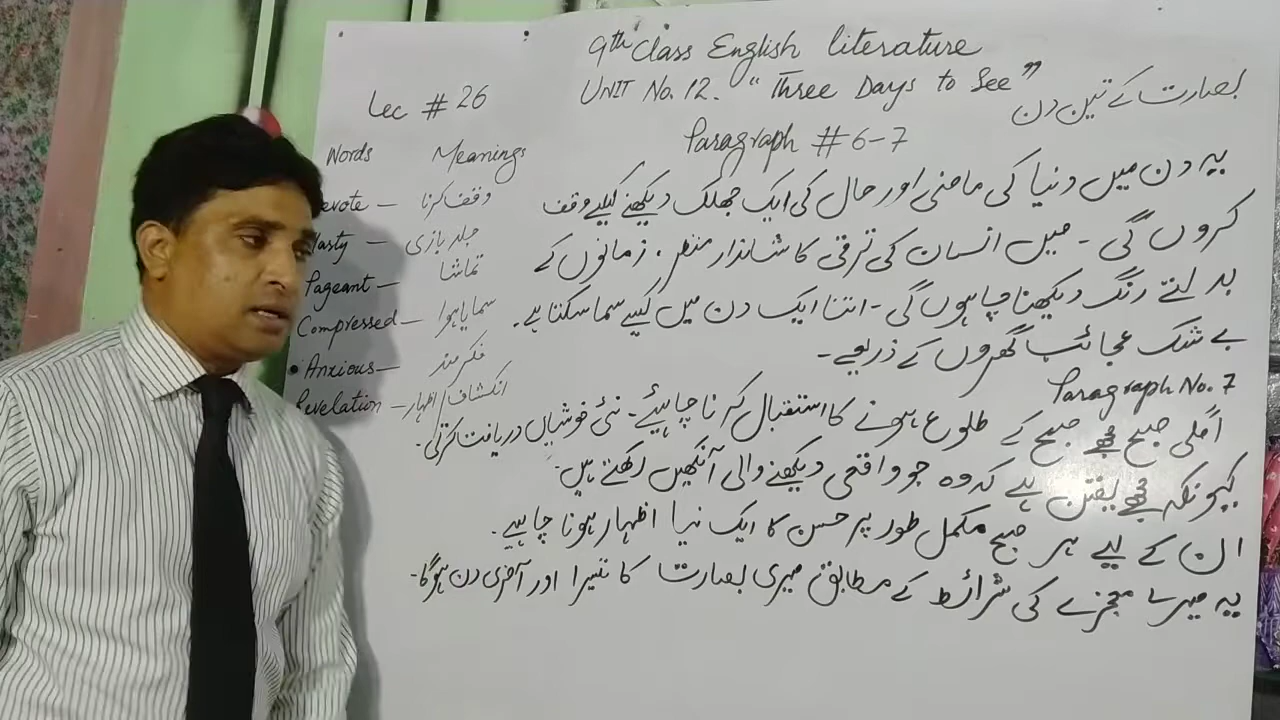 9th Class English literature
UNIT No. 12. "Three Days to See"
بصارت کے تین دن
Lec # 26
Paragraph # 6-7
Words Meanings
evote – وقف کرنا
asty – جلد بازی
Pageant – تماشا
Compressed – سمایا ہوا
Anxious – فکر مند
Revelation – انکشاف/اظہار
یہ دن میں دنیا کی ماضی اور حال کی ایک جھلک دیکھنے کیلیے وقف
کروں گی - میں انسان کی ترقی کا شاندار منظر، زمانوں کے
بدلتے رنگ دیکھنا چاہوں گی - اتنا ایک دن میں کیسے سما سکتا ہے۔
بے شک عجائب گھروں کے ذریعے -
Paragraph No. 7
اگلی صبح مجھے صبح کے طلوع ہونے کا استقبال کرنا چاہیئے - نئی خوشیاں دریافت کرتی۔
کیونکہ مجھے یقین ہے کہ وہ جو واقعی دیکھنے والی آنکھیں رکھتے ہیں۔
ان کے لیے ہر صبح مکمل طور پر حسن کا ایک نیا اظہار ہونا چاہیے۔
یہ میرے معجزے کی شرائط کے مطابق میری بصارت کا تیسرا اور آخری دن ہوگا۔